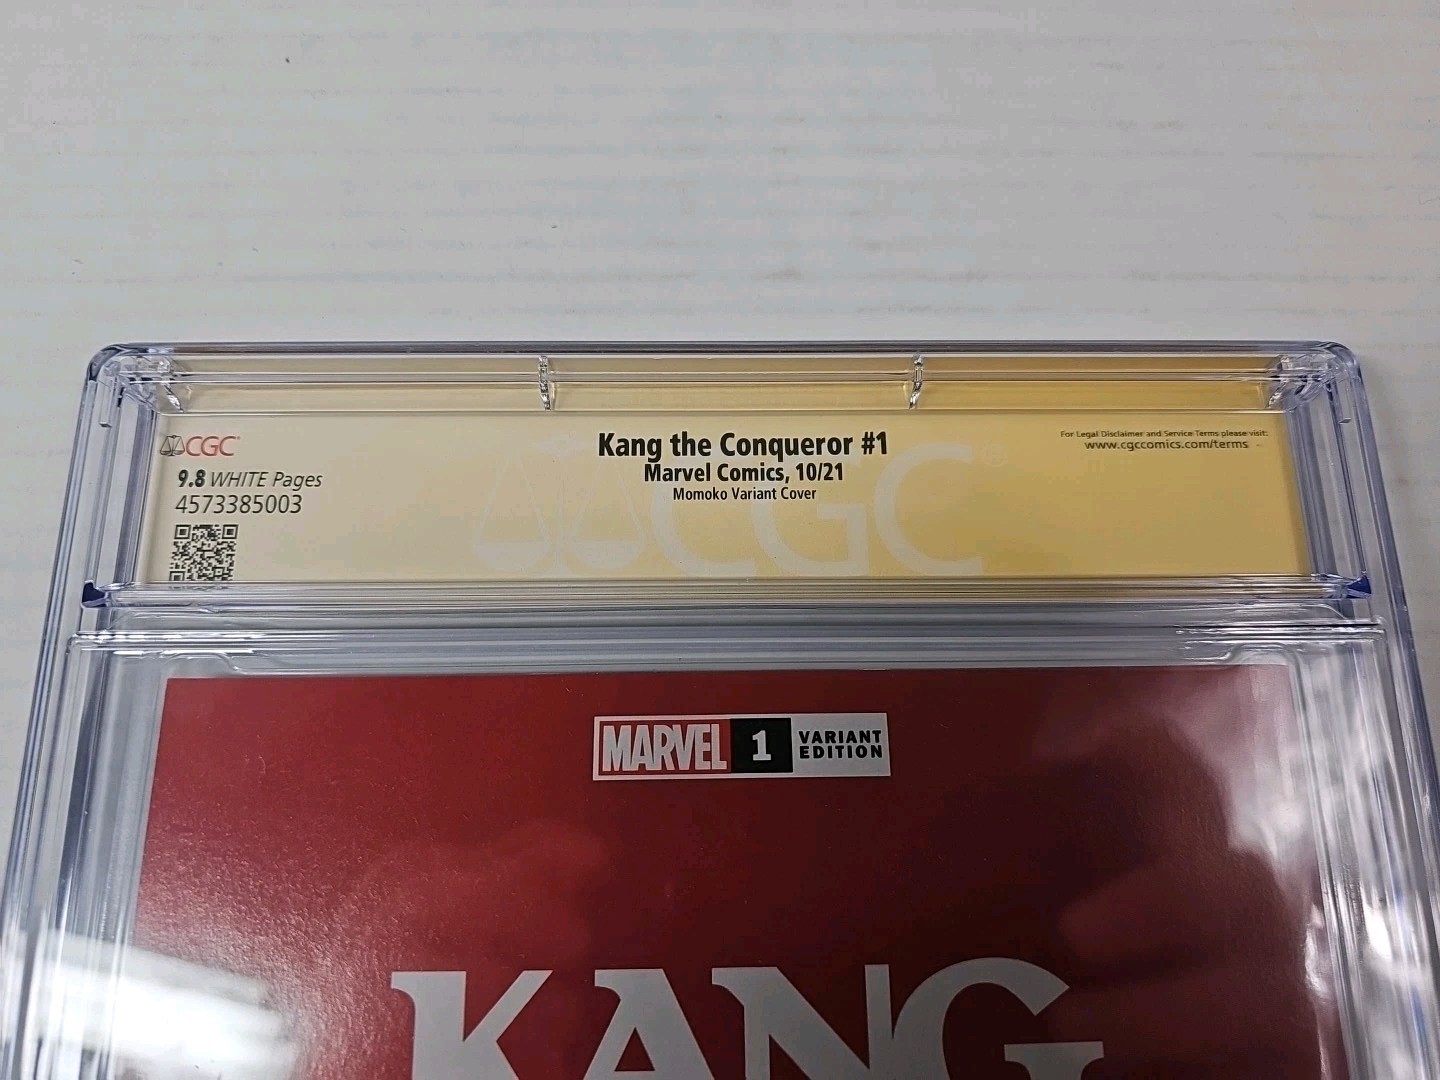 CGC
9.8 WHITE Pages
4573385003
Kang the Conqueror #1
Marvel Comics, 10/21
Momoko Variant Cover
For Legal Disclaimer and Service Terms please visit:
www.cgccomics.com/terms
CGC
MARVEL 1 VARIANT
EDITION
KANG